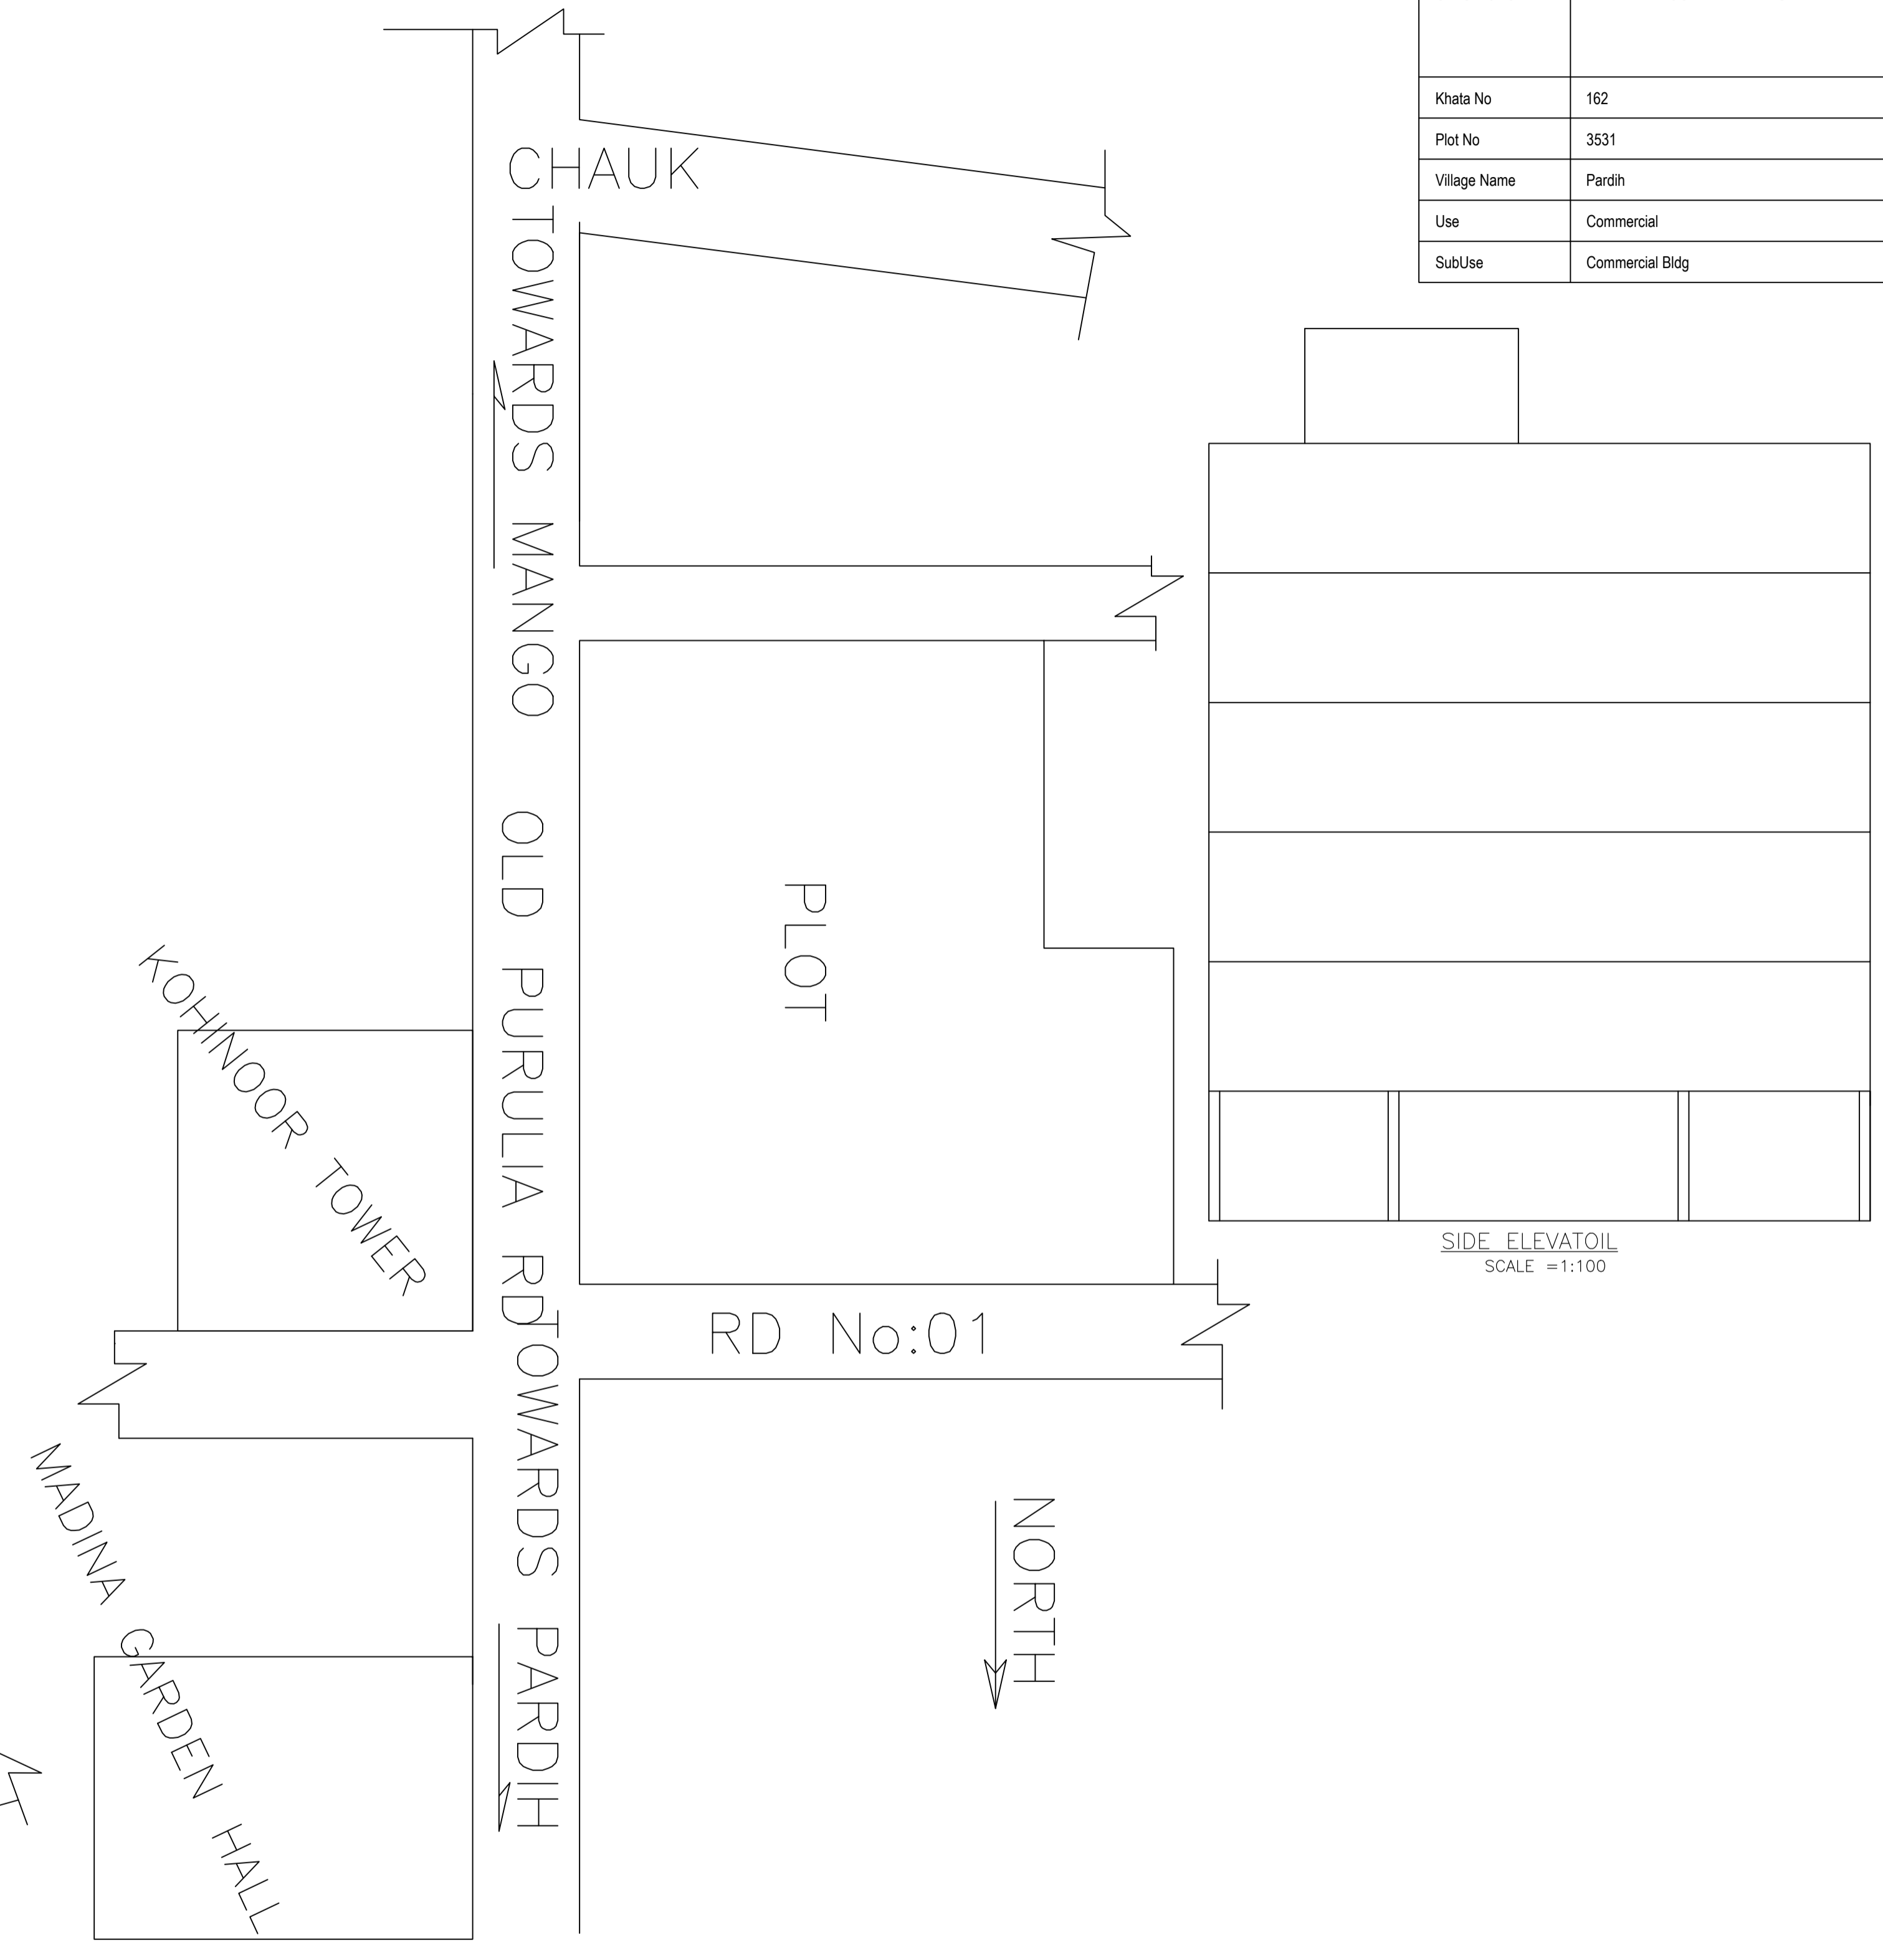 Khata No 162
Plot No 3531
Village Name Pardih
Use Commercial
SubUse Commercial Bldg
CHAUK
TOWARDS MANGO
OLD PURULIA RD
PLOT
KOHINOOR TOWER
SIDE ELEVATOIL
SCALE =1:100
RD No:01
TOWARDS PARDIH
NORTH
MADINA GARDEN HALL